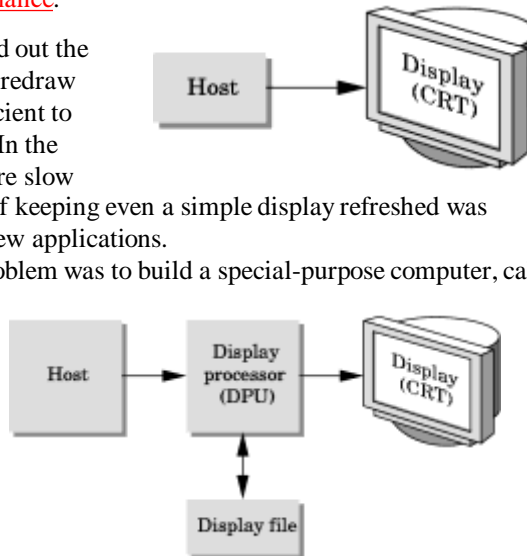 d out the
redraw
Host
Display
(CRT)
cient to
In the
re slow
f keeping even a simple display refreshed was
ew applications.
oblem was to build a special-purpose computer, ca
Host
Display
processor
(DPU)
Display
(CRT)
Display file